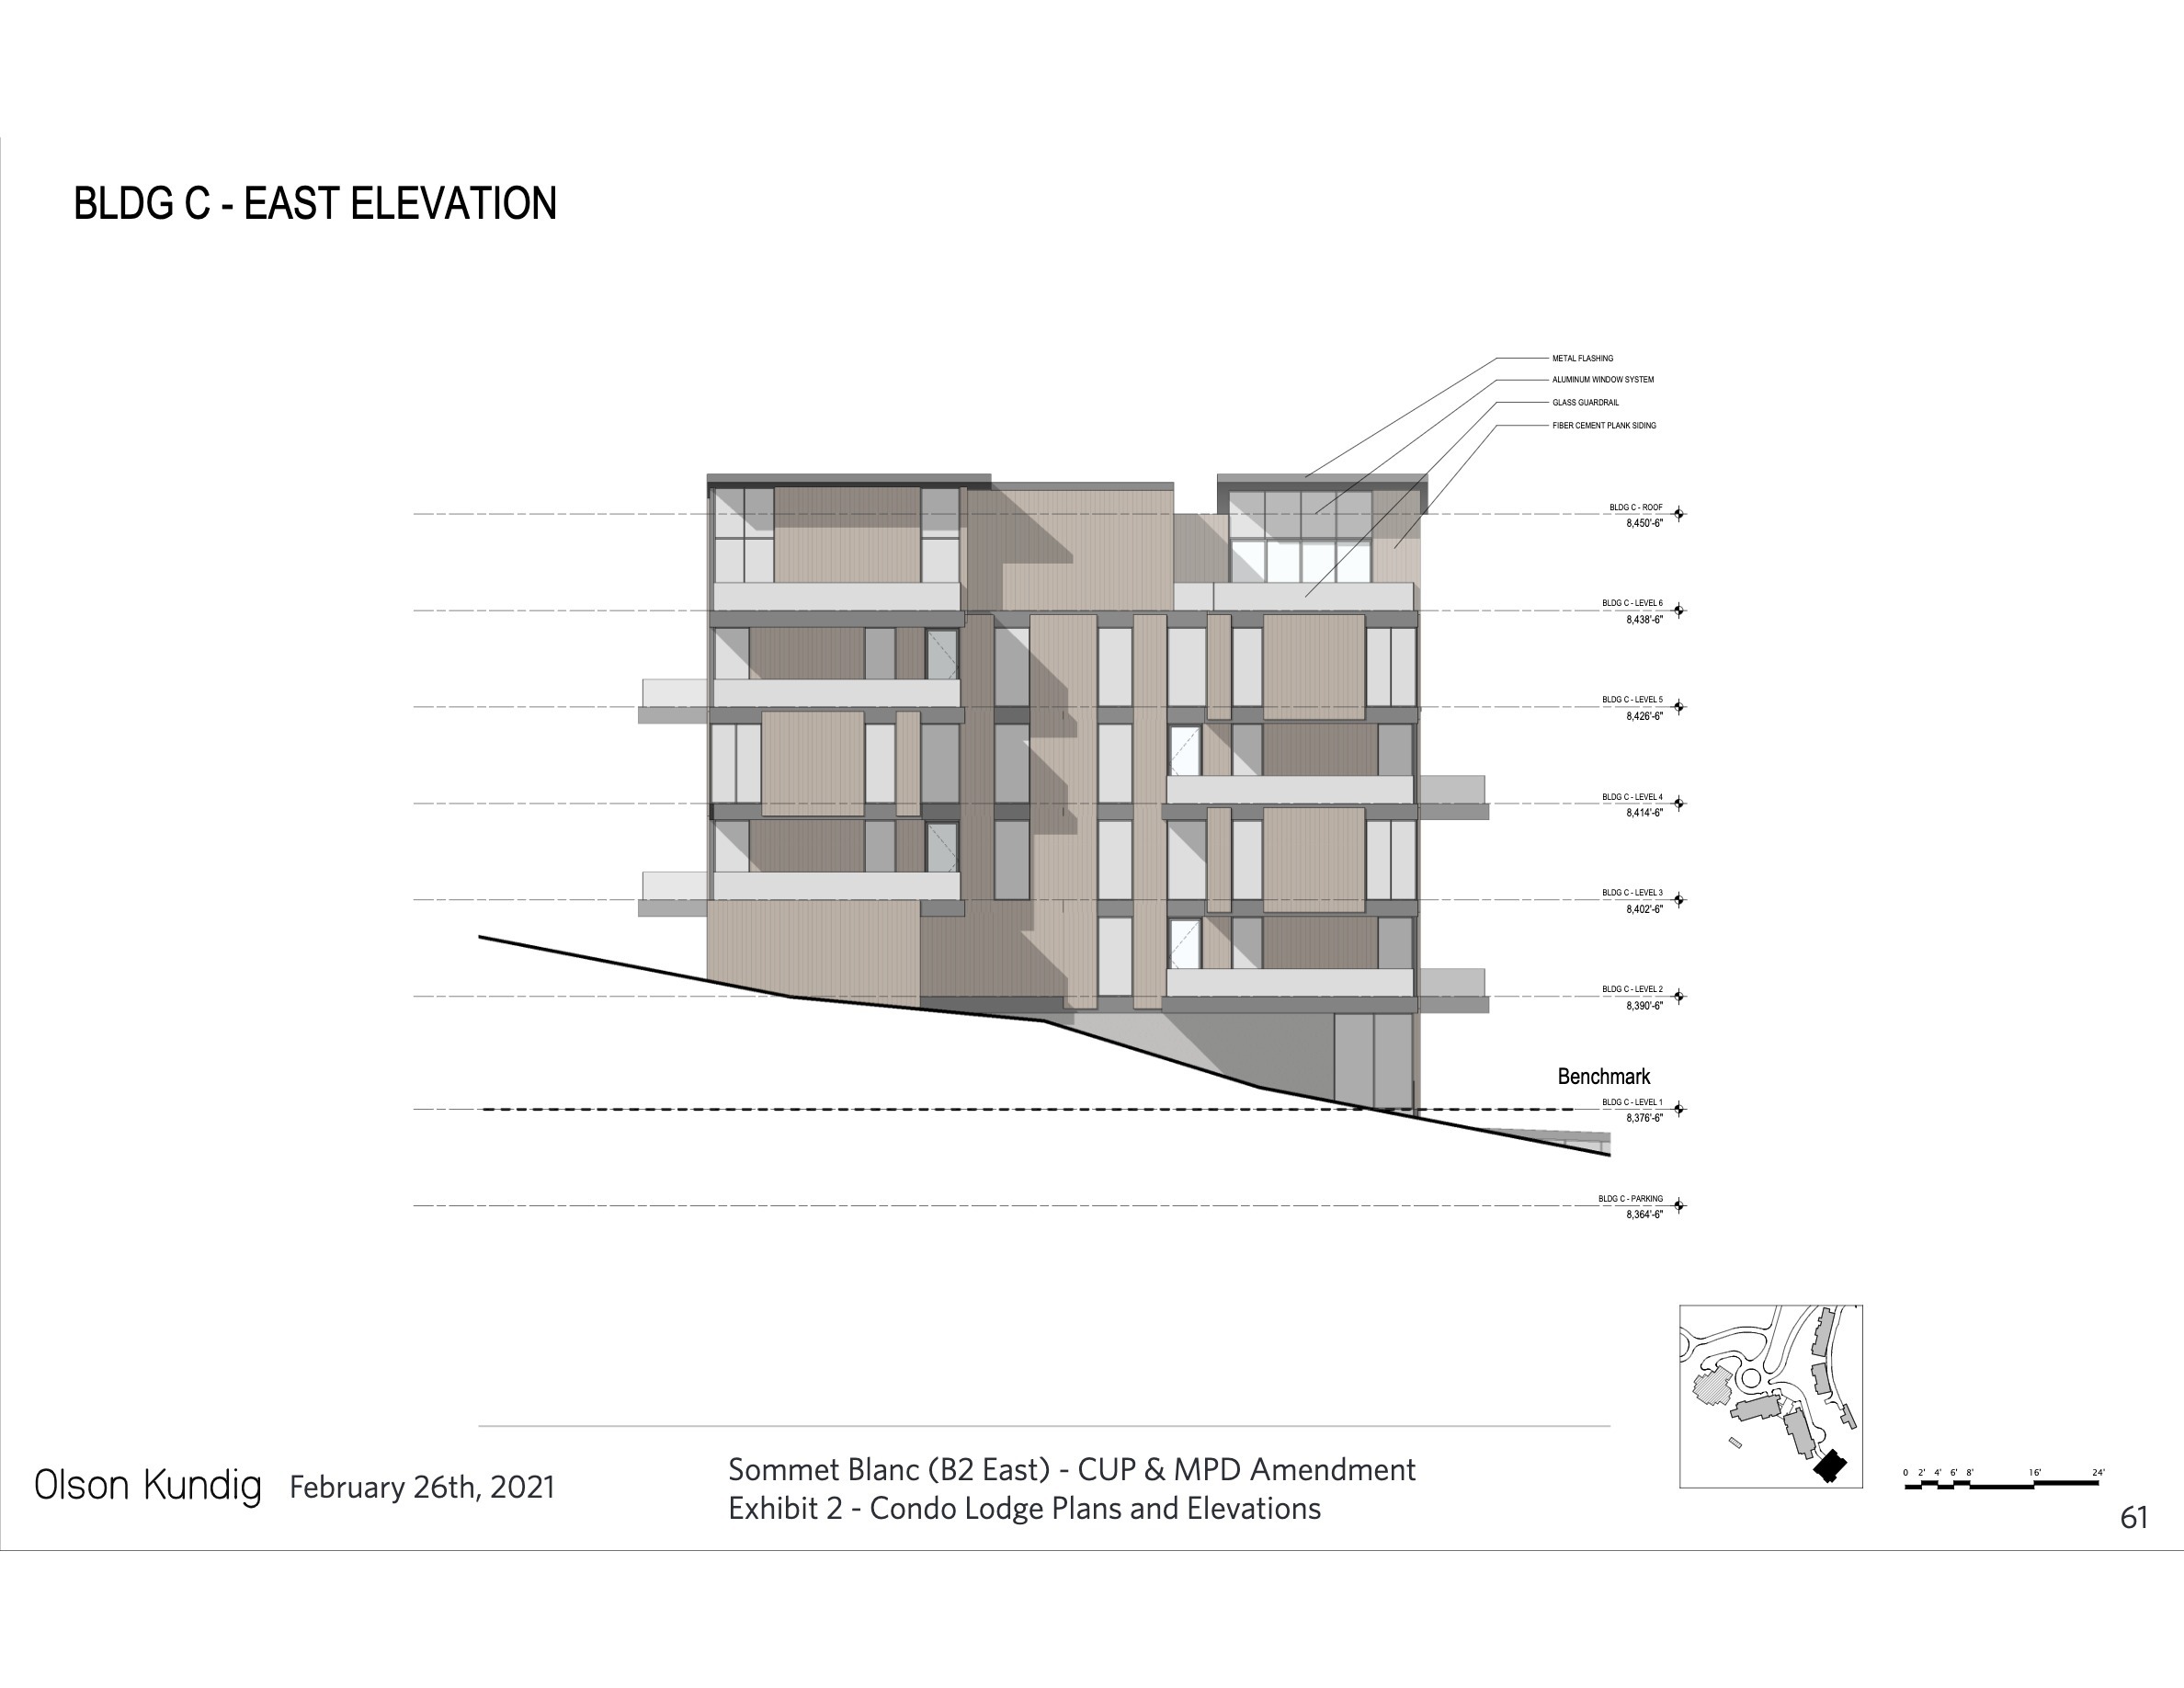 BLDG C - EAST ELEVATION
METAL FLASHING
ALUMINUM WINDOW SYSTEM
GLASS GUARDRAIL
FIBER CEMENT PLANK SIDING
BLDG C - ROOF
8,450'-6"
BLDG C - LEVEL 6
8,438'-6"
BLDG C - LEVEL 5
8,426'-6"
BLDG C - LEVEL 4
8,414'-6"
BLDG C - LEVEL 3
8,402'-6"
BLDG C - LEVEL 2
8,390'-6"
Benchmark
BLDG C - LEVEL 1
8,376'-6"
BLDG C - PARKING
8,364'-6"
Olson Kundig February 26th, 2021
Sommet Blanc (B2 East) - CUP & MPD Amendment
Exhibit 2 - Condo Lodge Plans and Elevations
0 2' 4' 6' 8' 16' 24'
61